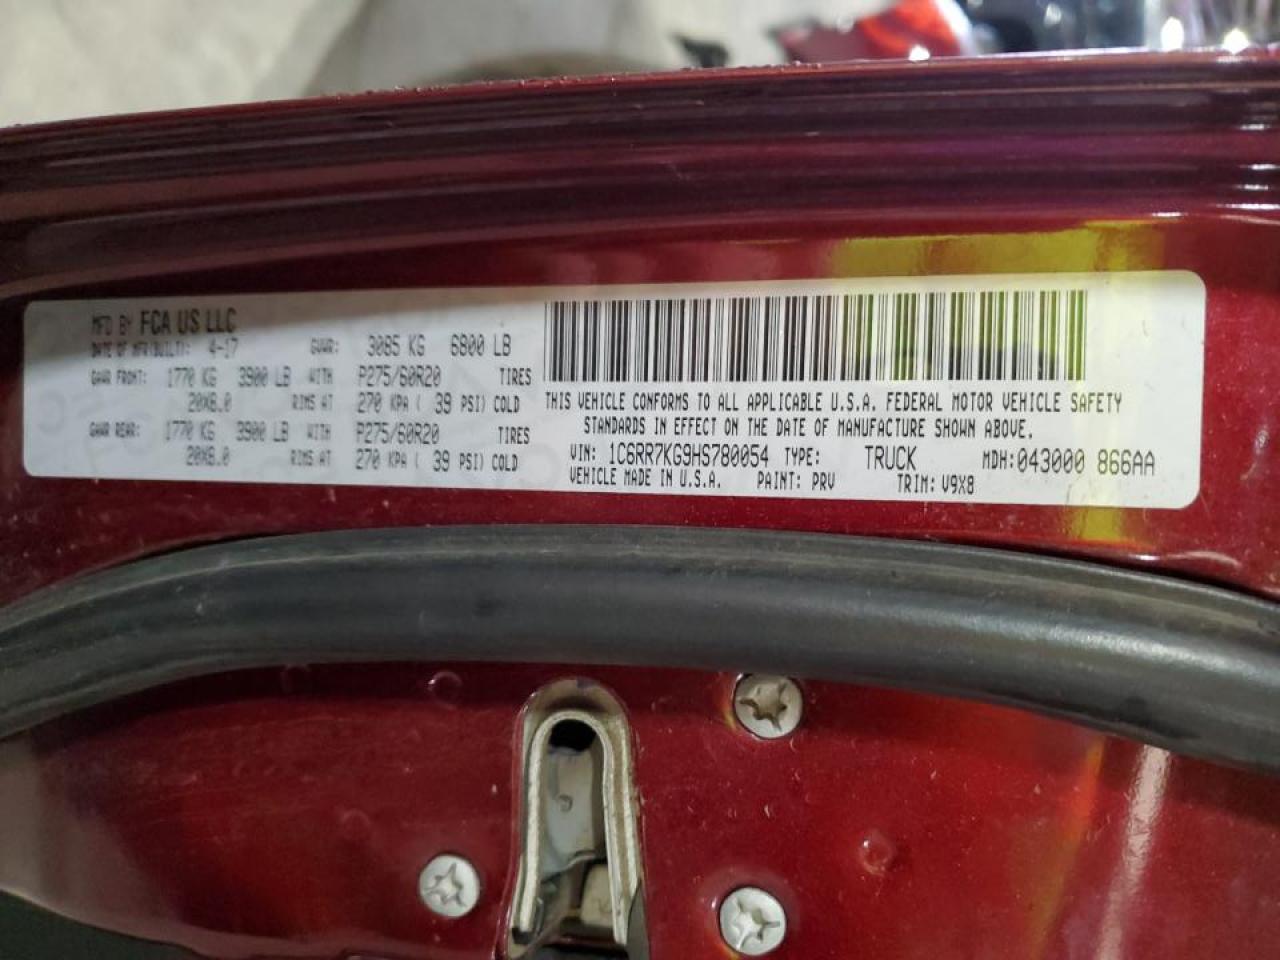 MFD BY FCA US LLC
DATE OF MFR(BUILT): 4-17 GVWR: 3085 KG 6800 LB
GAWR FRONT: 1770 KG 3900 LB WITH P275/60R20 TIRES
20X8.0 RIMS AT 270 KPA ( 39 PSI) COLD
GAWR REAR: 1770 KG 3900 LB WITH P275/60R20 TIRES
20X8.0 RIMS AT 270 KPA ( 39 PSI) COLD
THIS VEHICLE CONFORMS TO ALL APPLICABLE U.S.A. FEDERAL MOTOR VEHICLE SAFETY
STANDARDS IN EFFECT ON THE DATE OF MANUFACTURE SHOWN ABOVE.
VIN: 1C6RR7KG9HS780054 TYPE: TRUCK MDH:043000 866AA
VEHICLE MADE IN U.S.A. PAINT: PRV TRIM: V9X8